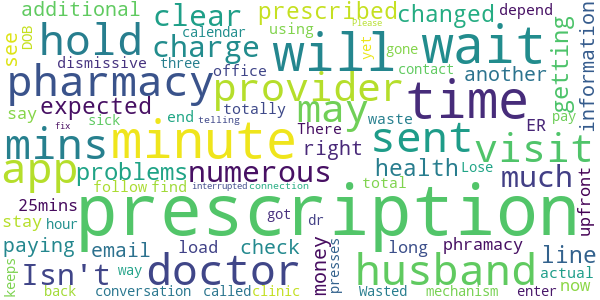 additional clear prescribed Please changed depend
DOB hold calendar using yet gone contact another getting information
see charge three will wait
dismissive office
pharmacy provider time
expected totally may ER pay
say sick end telling There sent visit
fix right waste
mins minute health much upfront
app problems numerous Lose
follow find interrupted connection total
25mins prescription
stay hour got dr money presses long phramacy line
paying email load check husband now
Isn't way doctor Wasted mechanism actual
keeps back conversation called clinic enter